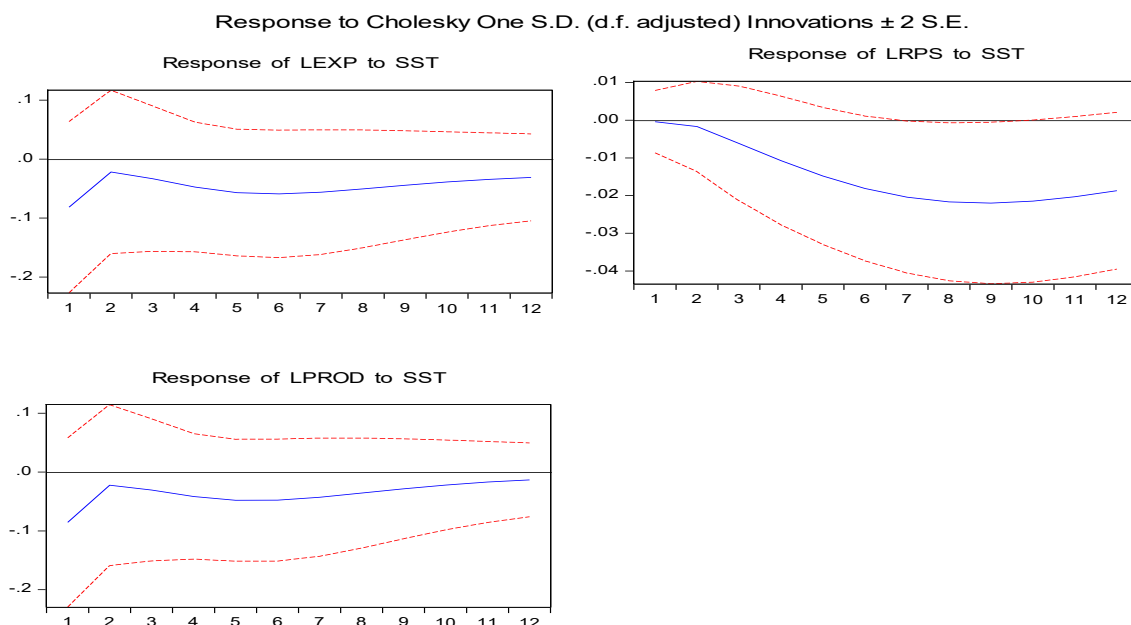 Response to Cholesky One S.D. (d.f. adjusted) Innovations ± 2 S.E.
Response of LEXP to SST
.1
.0
-.1
-.2
1 2 3 4 5 6 7 8 9 10 11 12
Response of LRPS to SST
.01
.00
-.01
-.02
-.03
-.04
1 2 3 4 5 6 7 8 9 10 11 12
Response of LPROD to SST
.1
.0
-.1
-.2
1 2 3 4 5 6 7 8 9 10 11 12